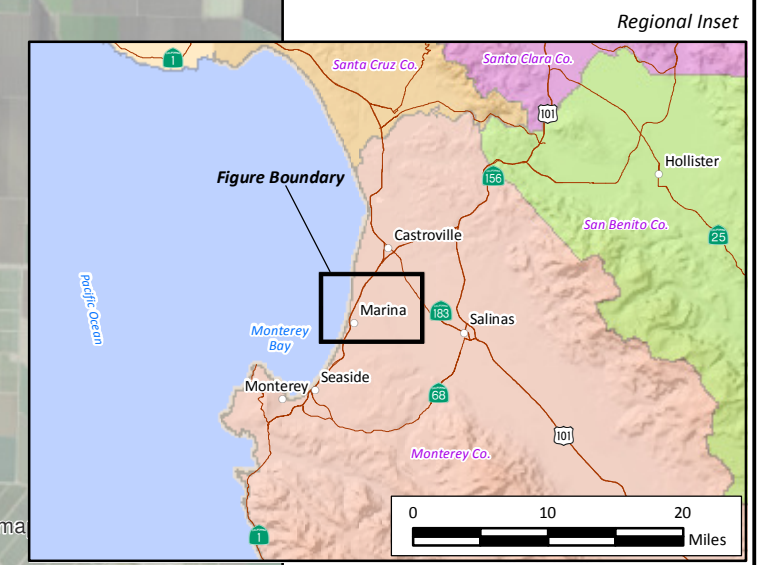 Regional Inset
1
Santa Cruz Co.
Santa Clara Co.
101
Hollister
Figure Boundary
156
San Benito Co.
25
Castroville
Pacific Ocean
Marina
183
Salinas
Monterey
Bay
Seaside
Monterey
68
101
Monterey Co.
0 10 20
Miles
1
ma